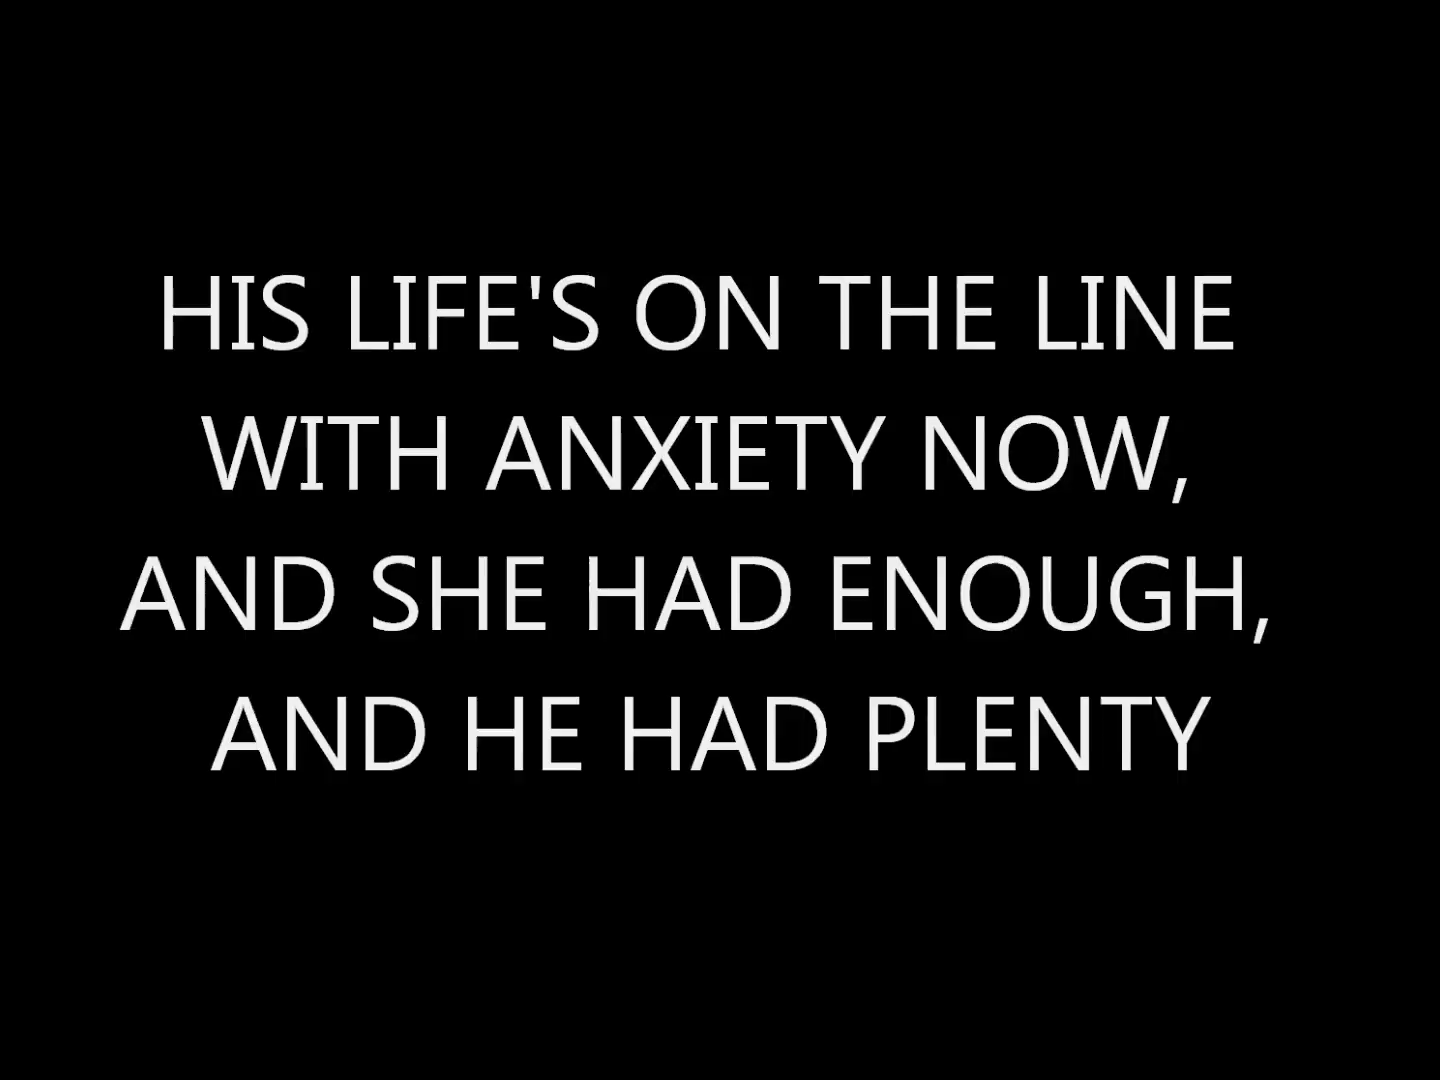 HIS LIFE'S ON THE LINE
WITH ANXIETY NOW,
AND SHE HAD ENOUGH,
AND HE HAD PLENTY